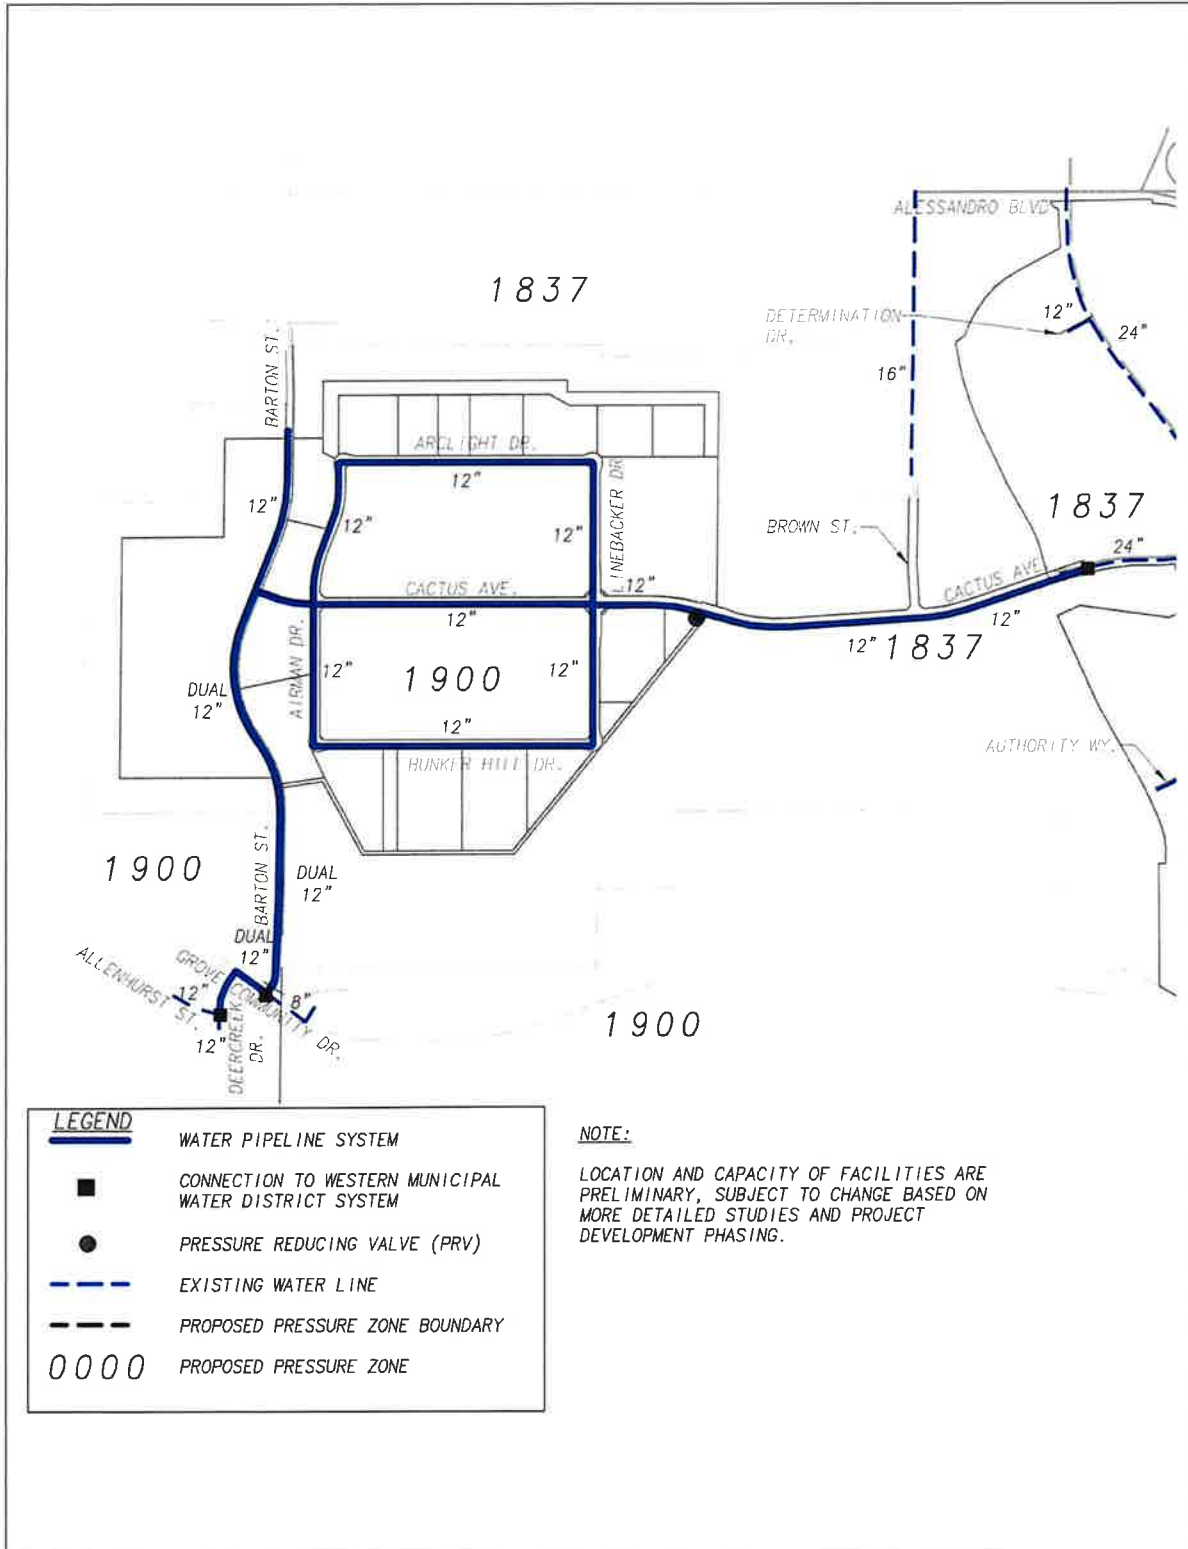 ALESSANDRO BLVD
1837
DETERMINATION
DR.
12"
24"
16"
BARTON ST.
ARCLIGHT DR.
12"
12"
12"
12"
LINEBACKER DR.
BROWN ST.
1837
24"
CACTUS AVE.
12"
CACTUS AVE.
12"
12"
12"
1837
AIRMAN DR.
12"
1900
12"
DUAL
12"
12"
HUNKER HILL DR.
AUTHORITY WY.
BARTON ST.
1900
DUAL
12"
DUAL
12"
ALLENHURST ST.
GROVE COMMUNITY DR.
12"
8"
12"
DEERCREEK
DR.
1900
LEGEND
WATER PIPELINE SYSTEM
CONNECTION TO WESTERN MUNICIPAL
WATER DISTRICT SYSTEM
PRESSURE REDUCING VALVE (PRV)
EXISTING WATER LINE
PROPOSED PRESSURE ZONE BOUNDARY
0000 PROPOSED PRESSURE ZONE
NOTE:
LOCATION AND CAPACITY OF FACILITIES ARE
PRELIMINARY, SUBJECT TO CHANGE BASED ON
MORE DETAILED STUDIES AND PROJECT
DEVELOPMENT PHASING.